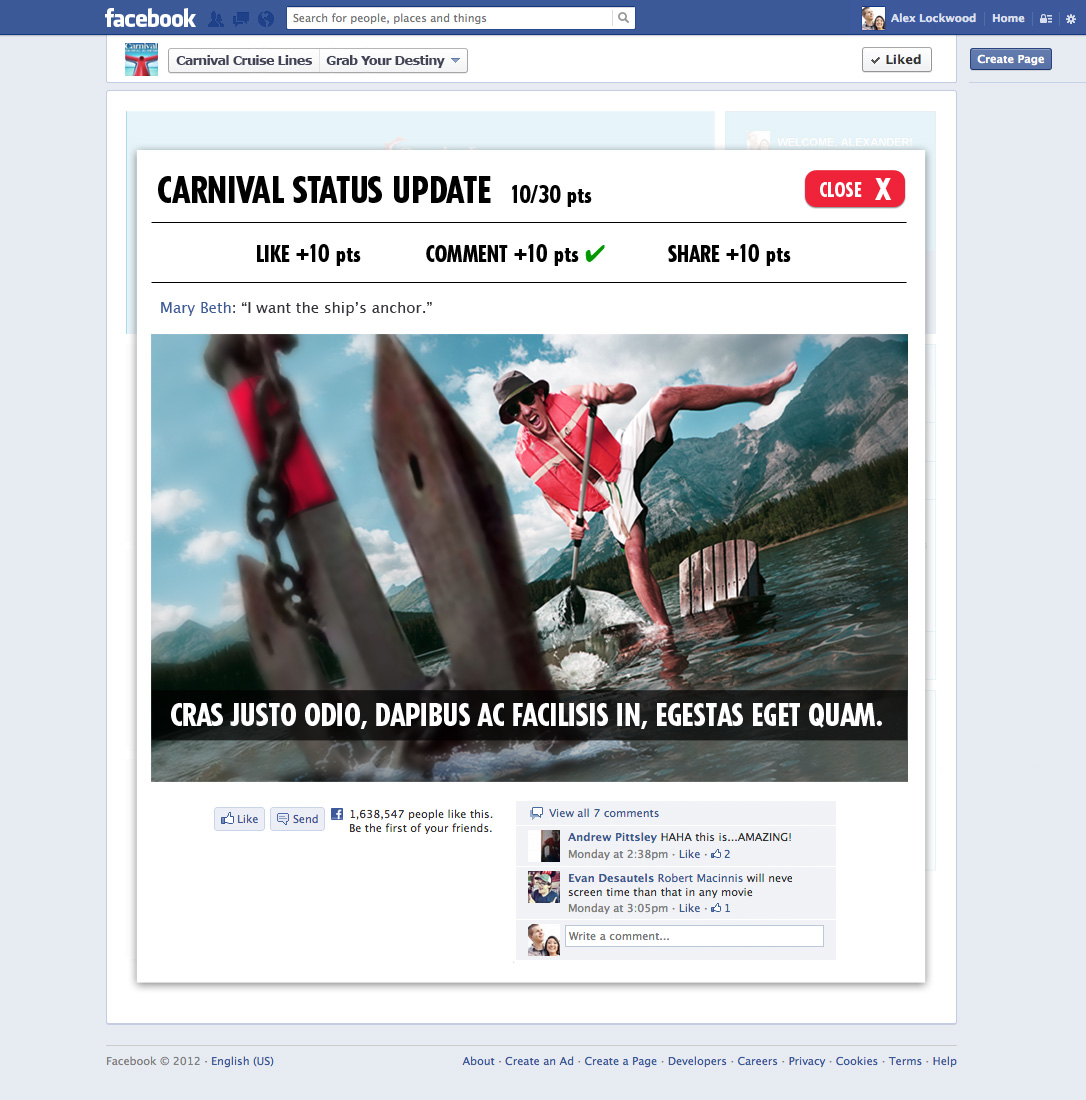 facebook
Search for people, places and things
Alex Lockwood
Home
Carnival
Carnival Cruise Lines
Grab Your Destiny
✓ Liked
Create Page
WELCOME, ALEXANDER!
CARNIVAL STATUS UPDATE 10/30 pts
CLOSE X
LIKE +10 pts
COMMENT +10 pts ✔
SHARE +10 pts
Mary Beth: “I want the ship’s anchor.”
CRAS JUSTO ODIO, DAPIBUS AC FACILISIS IN, EGESTAS EGET QUAM.
Like
Send
1,638,547 people like this.
Be the first of your friends.
View all 7 comments
Andrew Pittsley HAHA this is...AMAZING!
Monday at 2:38pm · Like · 2
Evan Desautels Robert Macinnis will neve
screen time than that in any movie
Monday at 3:05pm · Like · 1
Write a comment...
Facebook © 2012 · English (US)
About · Create an Ad · Create a Page · Developers · Careers · Privacy · Cookies · Terms · Help